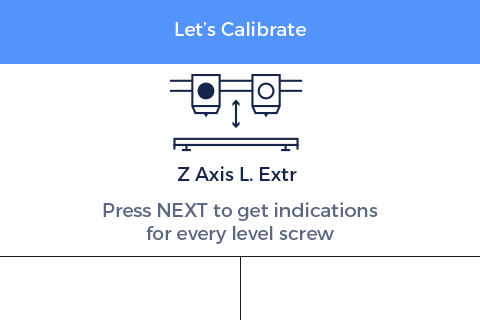 Let's Calibrate
Z Axis L. Extr
Press NEXT to get indications
for every level screw